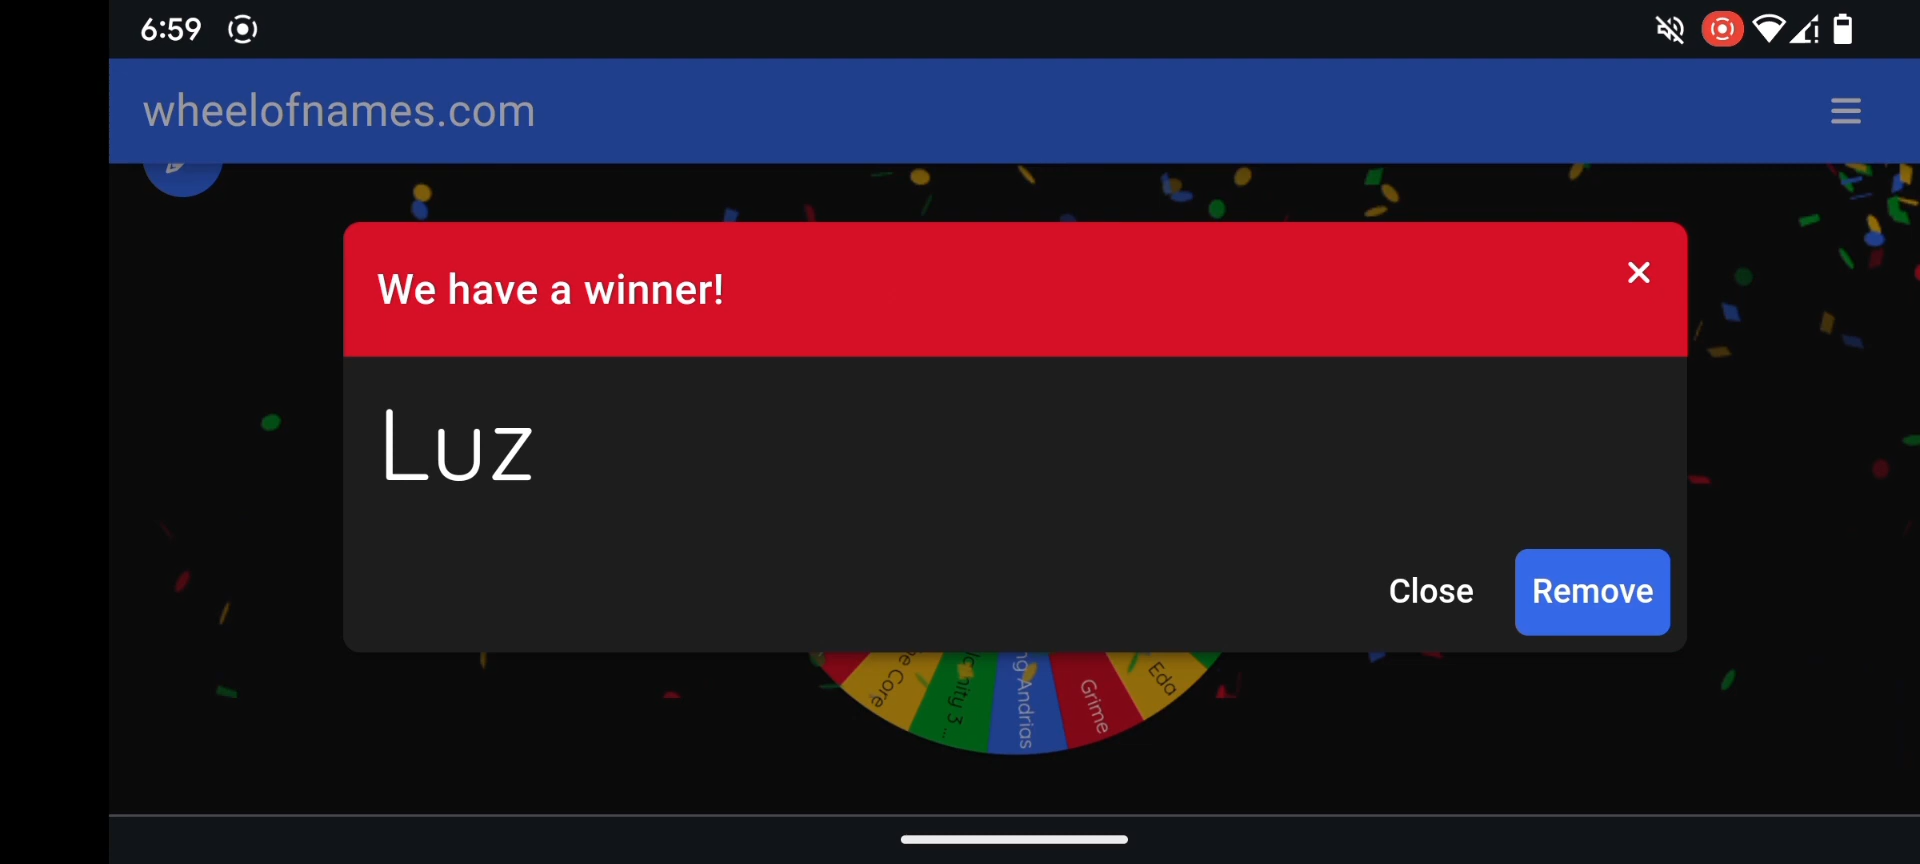 6:59
wheelofnames.com
We have a winner!
Luz
Close Remove
Core
Andrias
Grime
Eda